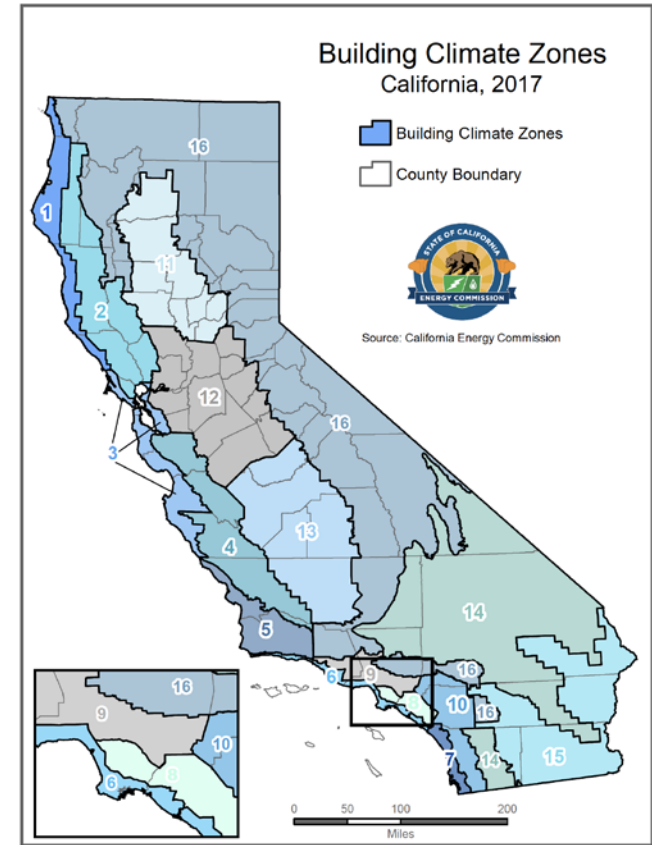 Building Climate Zones
California, 2017
Building Climate Zones
County Boundary
STATE OF CALIFORNIA
ENERGY COMMISSION
Source: California Energy Commission
16
1
11
2
12
16
3
13
4
14
5
16
6
9
8
10
16
7
14
15
16
9
10
8
6
0 50 100 200
Miles